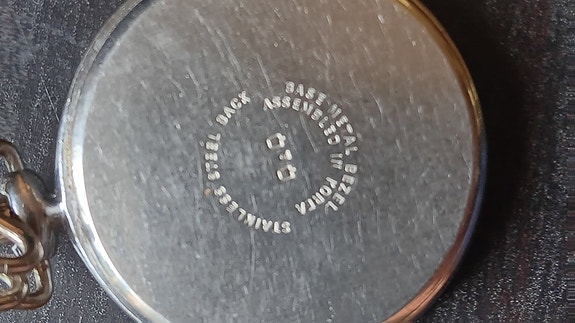 STAINLESS STEEL BACK
BASE-METAL BEZEL
ASSEMBLED IN KOREA